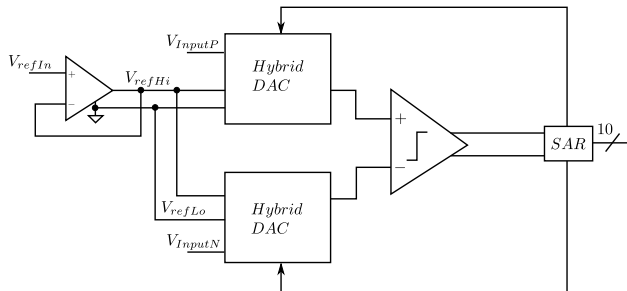 V_{InputP}
Hybrid
DAC
V_{refIn}
+
−
V_{refHi}
+
−
10
SAR
V_{refLo}
Hybrid
DAC
V_{InputN}